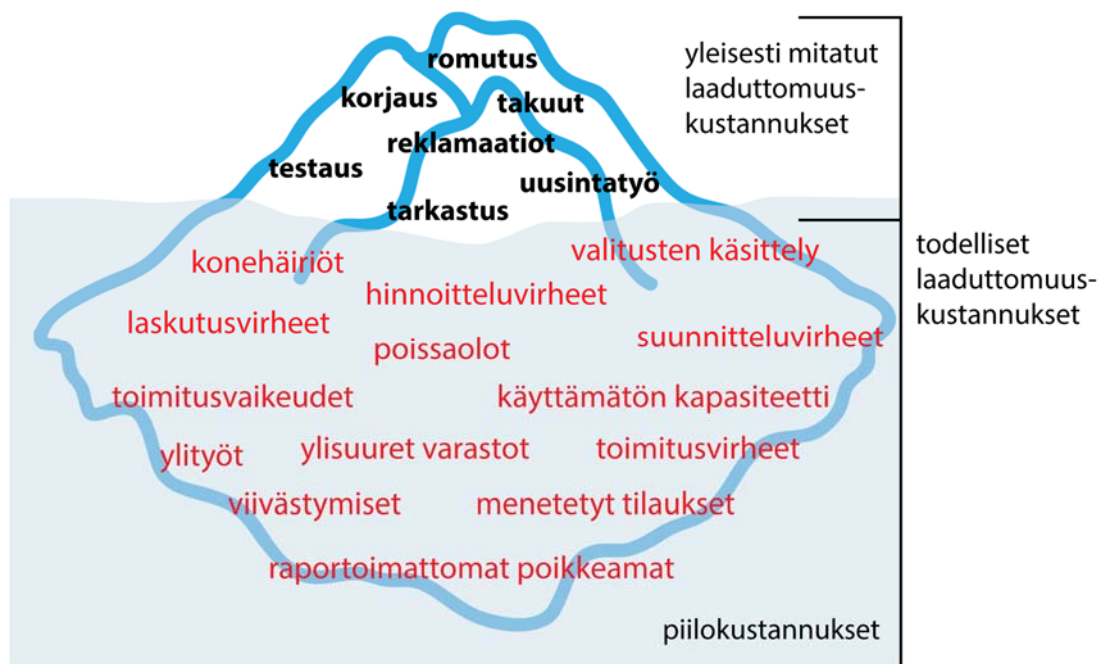 romutus
yleisesti mitatut
laaduttomuus-
kustannukset
korjaus
takuut
reklamaatiot
testaus
uusintatyö
tarkastus
konehäiriöt
valitusten käsittely
todelliset
laaduttomuus-
kustannukset
hinnoitteluvirheet
laskutusvirheet
suunnitteluvirheet
poissaolot
toimitusvaikeudet
käyttämätön kapasiteetti
ylityöt
ylisuuret varastot
toimitusvirheet
viivästymiset
menetetyt tilaukset
raportoimattomat poikkeamat
piilokustannukset